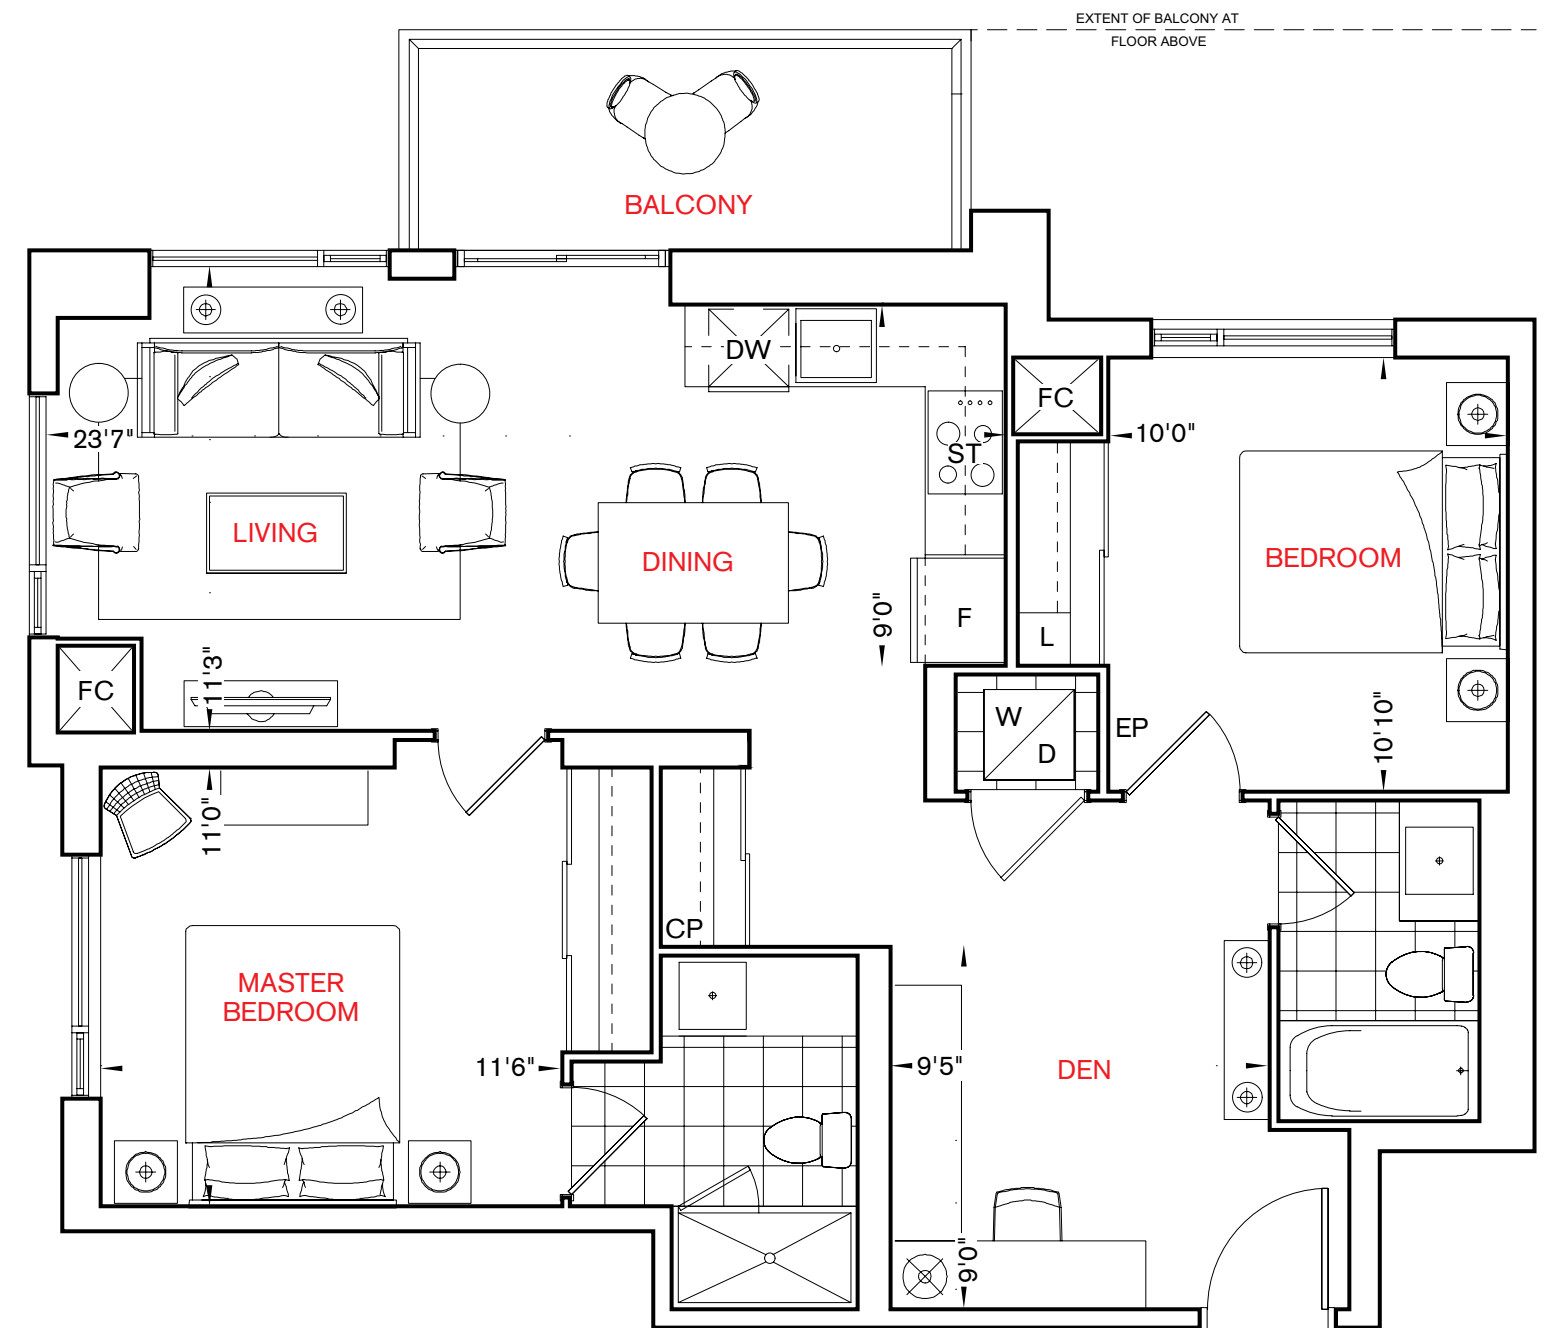 EXTENT OF BALCONY AT
FLOOR ABOVE
BALCONY
DW
FC
ST
23'7"
10'0"
LIVING
DINING
BEDROOM
9'0"
F
L
11'3"
FC
W
D
EP
10'10"
11'0"
CP
MASTER
BEDROOM
11'6"
9'5"
DEN
9'0"